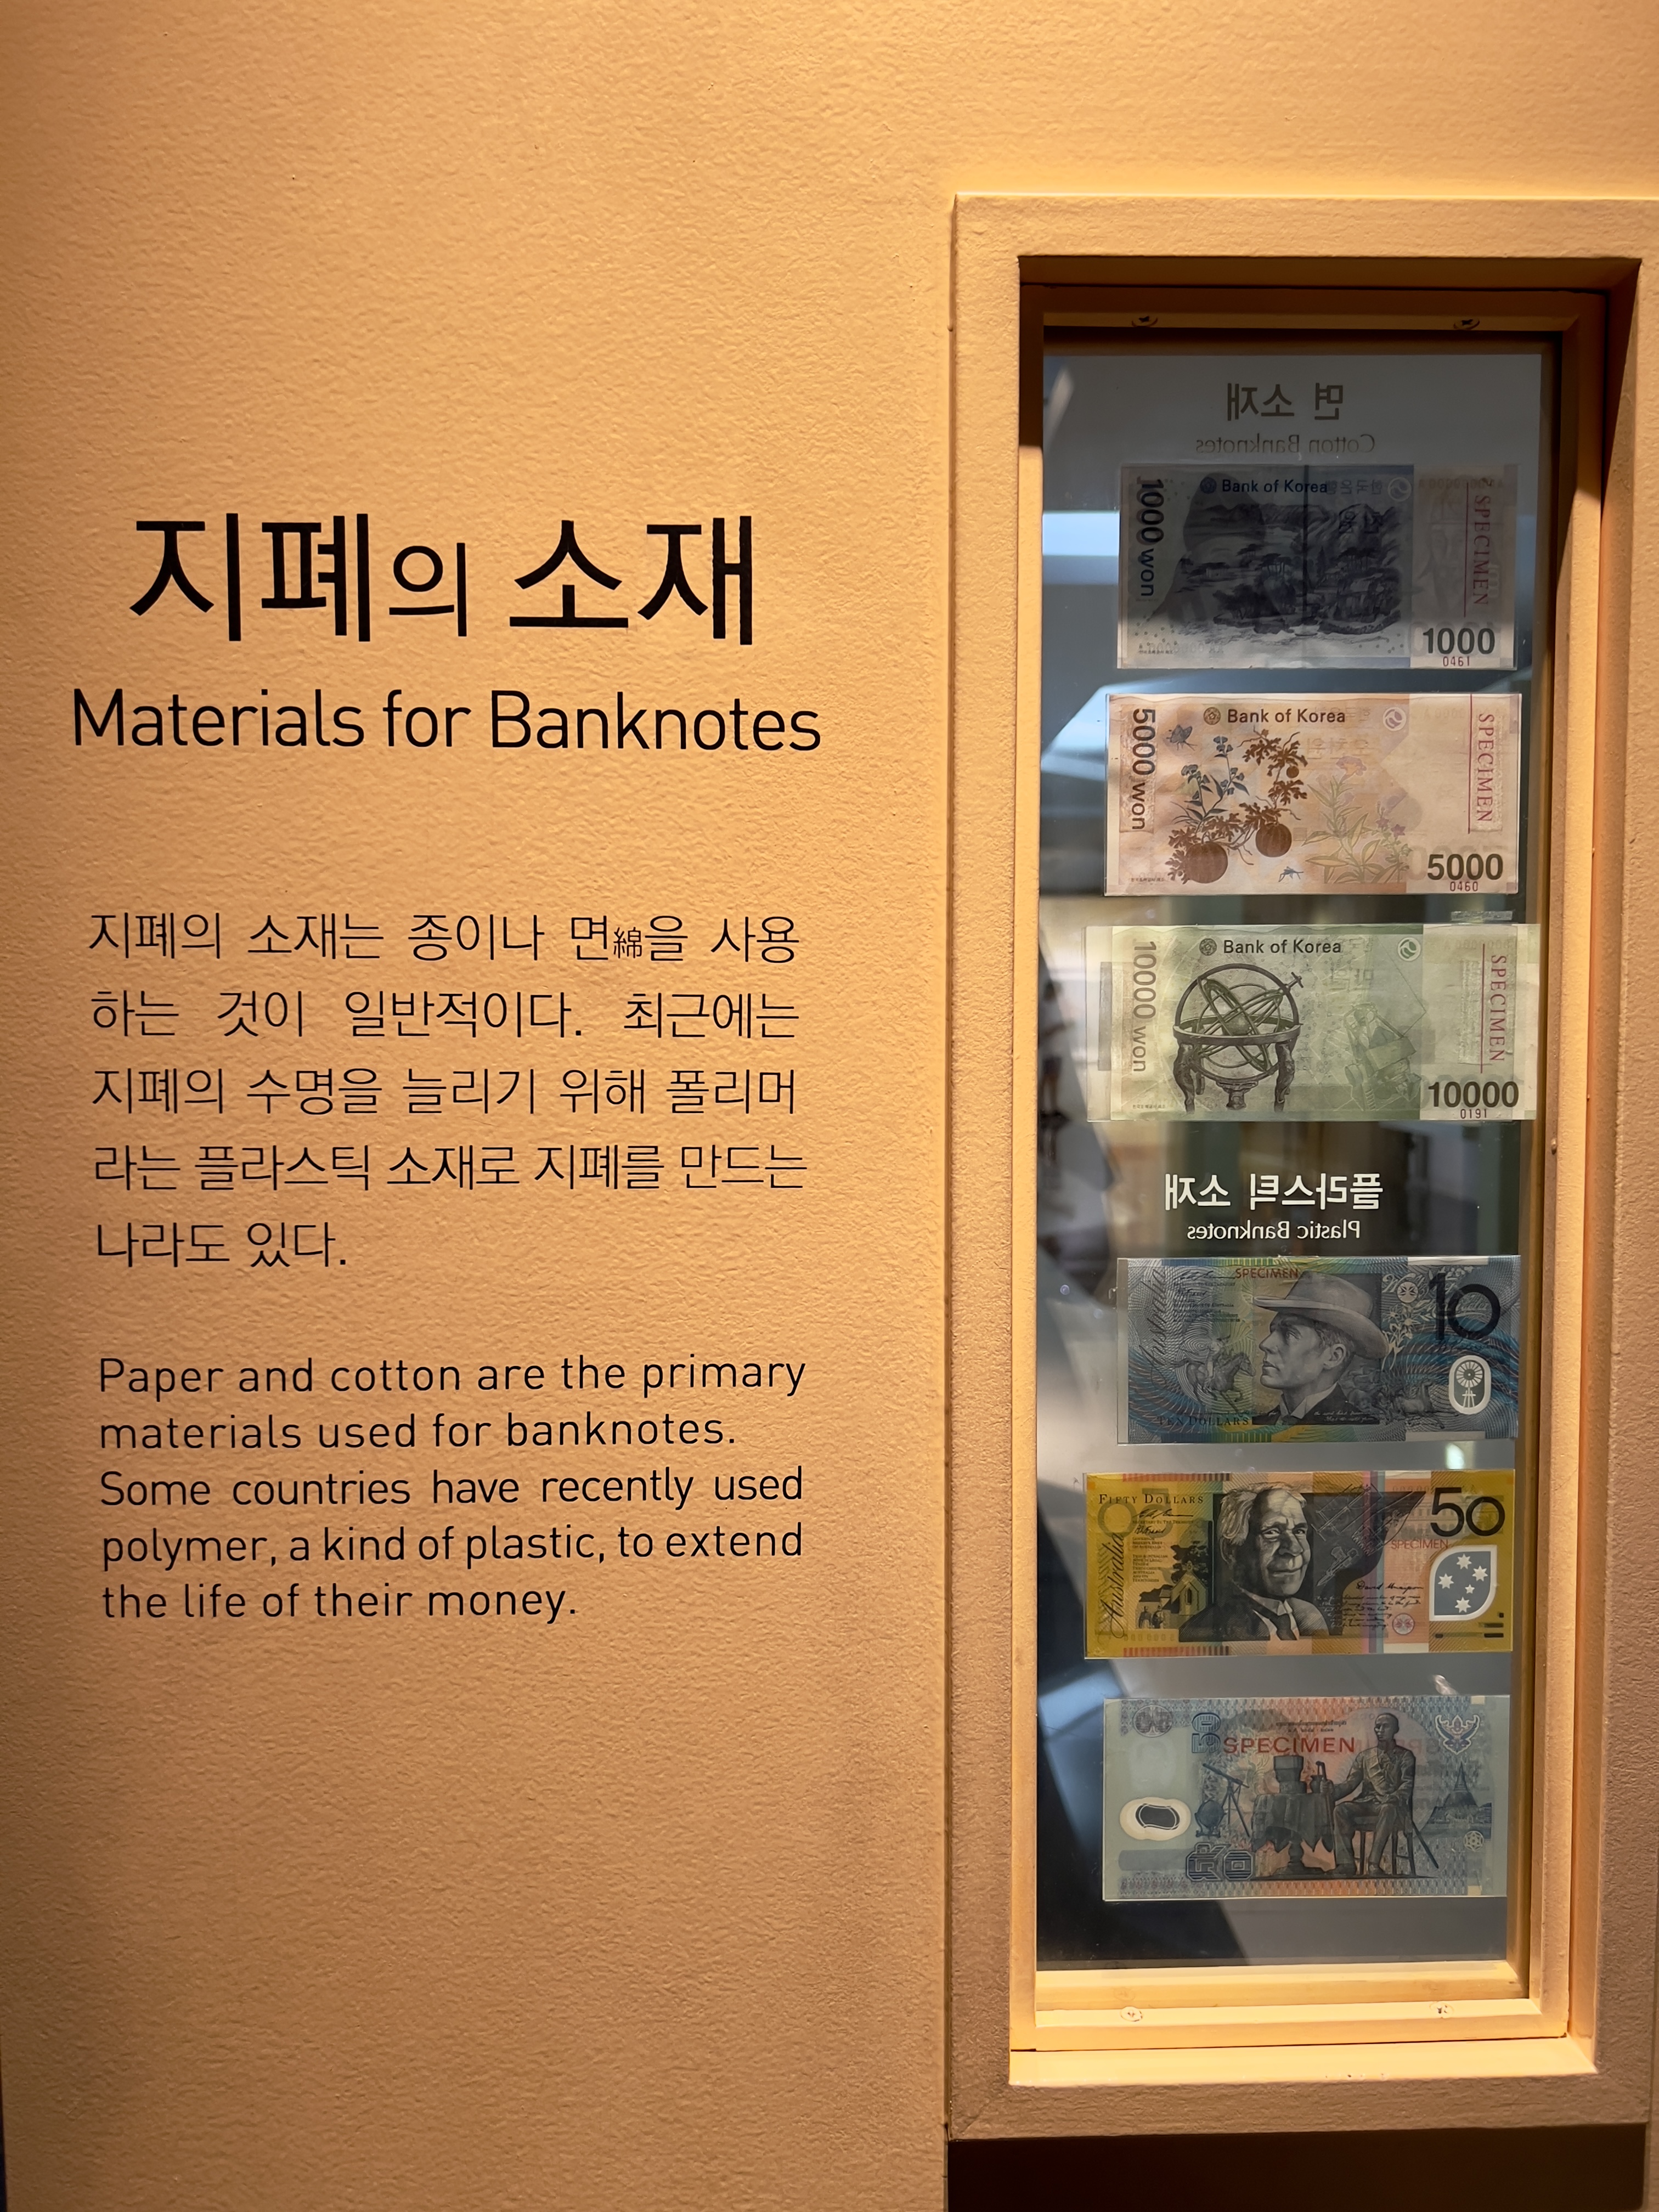 지폐의 소재
Materials for Banknotes
지폐의 소재는 종이나 면綿을 사용
하는 것이 일반적이다. 최근에는
지폐의 수명을 늘리기 위해 폴리머
라는 플라스틱 소재로 지폐를 만드는
나라도 있다.
Paper and cotton are the primary
materials used for banknotes.
Some countries have recently used
polymer, a kind of plastic, to extend
the life of their money.
면 소재
Cotton Banknotes
Bank of Korea
1000 won
SPECIMEN
1000
0461
Bank of Korea
5000 won
SPECIMEN
5000
0460
Bank of Korea
10000 won
SPECIMEN
10000
0191
플라스틱 소재
Plastic Banknotes
SPECIMEN
Australia
10
TEN DOLLARS
FIFTY DOLLARS
Australia
50
SPECIMEN
50
SPECIMEN
๕๐